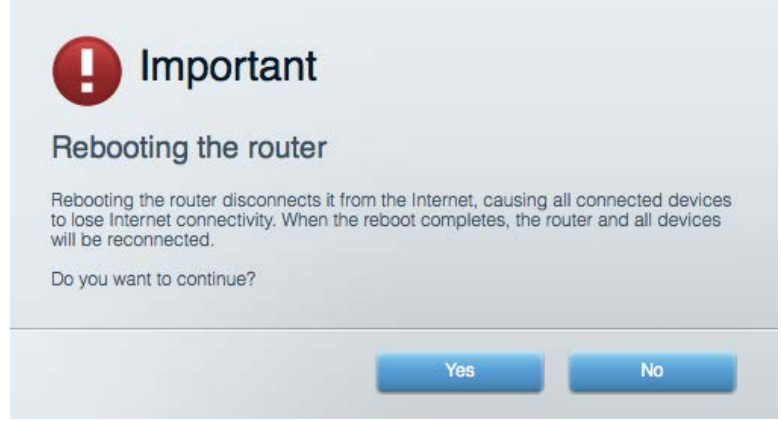 Important
Rebooting the router
Rebooting the router disconnects it from the Internet, causing all connected devices
to lose Internet connectivity. When the reboot completes, the router and all devices
will be reconnected.
Do you want to continue?
Yes
No